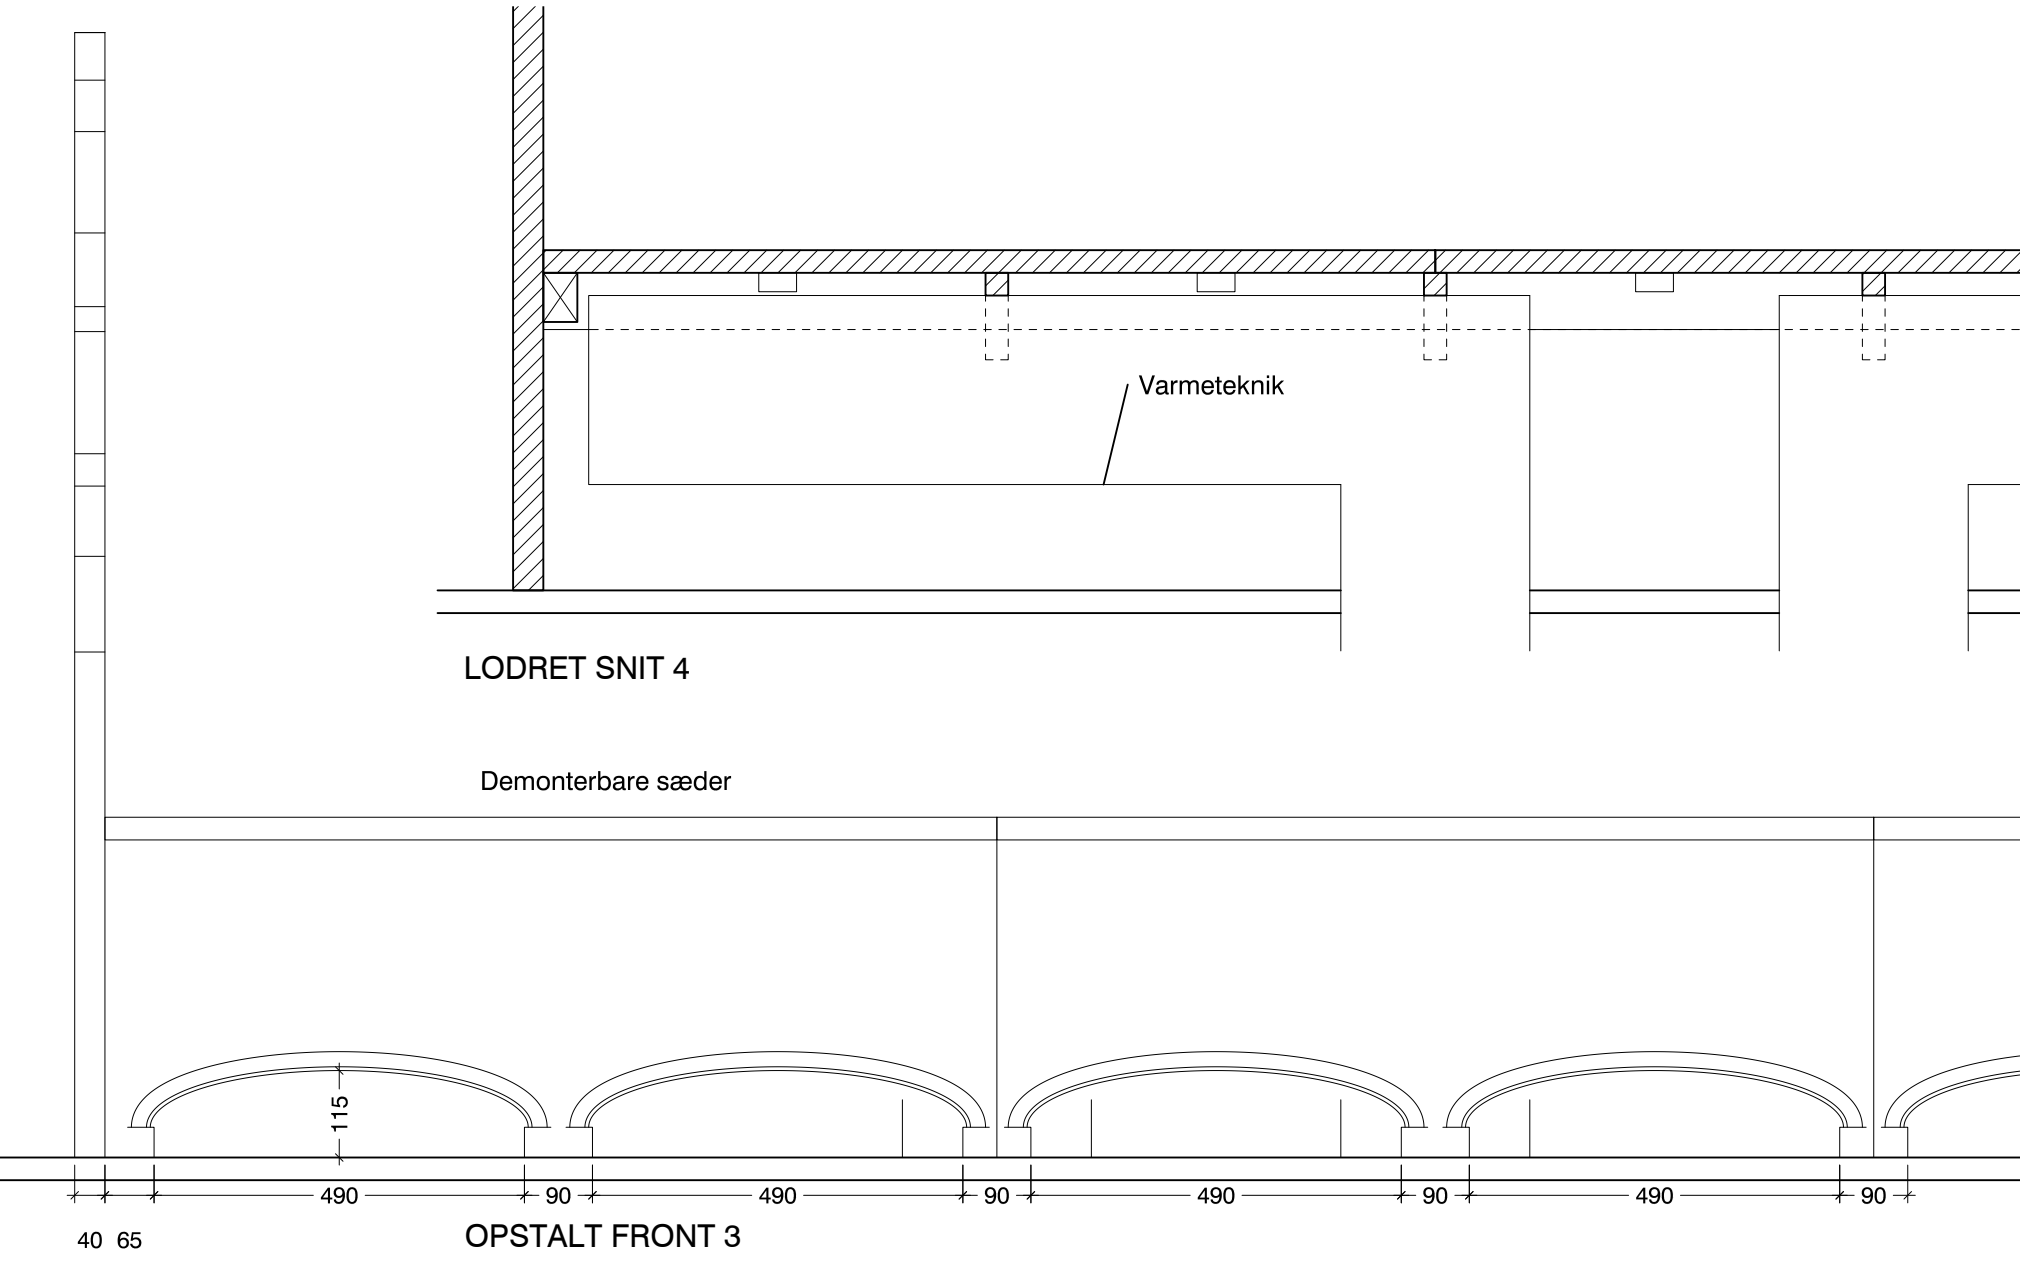 Varmeteknik
LODRET SNIT 4
Demonterbare sæder
115
490 90 490 90 490 90 490 90
40 65
OPSTALT FRONT 3